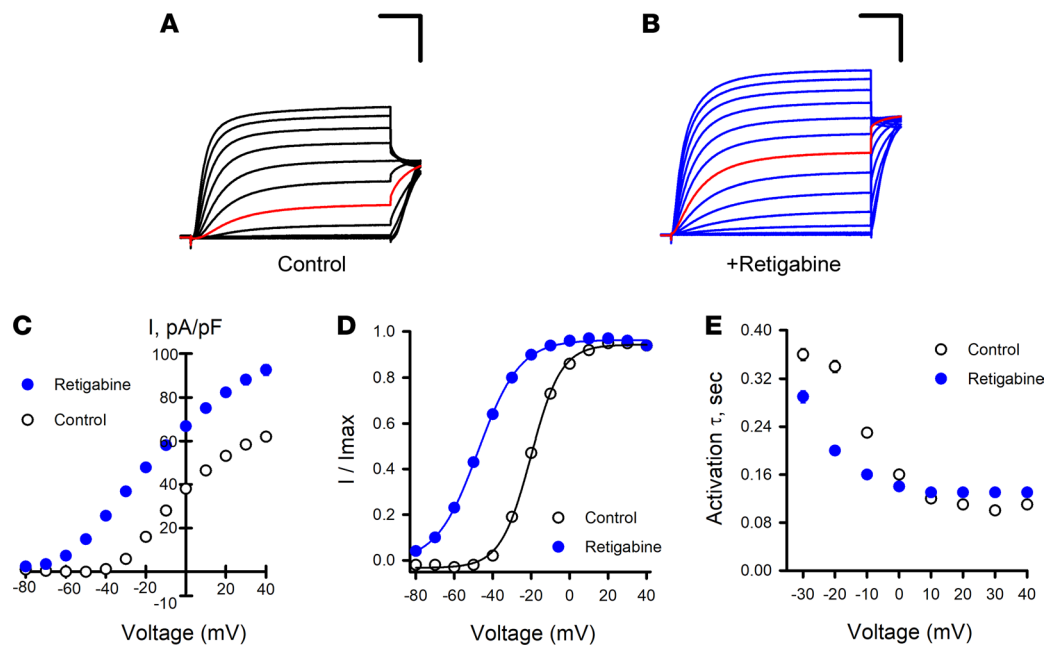 A
B
Control
+Retigabine
C
I, pA/pF
Retigabine
Control
100
80
60
40
20
-10
-80
-60
-40
-20
20
40
Voltage (mV)
D
I / Imax
1.0
0.8
0.6
0.4
0.2
0.0
Control
Retigabine
-80
-60
-40
-20
0
20
40
Voltage (mV)
E
Activation τ, sec
0.40
0.32
0.24
0.16
0.08
0.00
Control
Retigabine
-30
-20
-10
0
10
20
30
40
Voltage (mV)